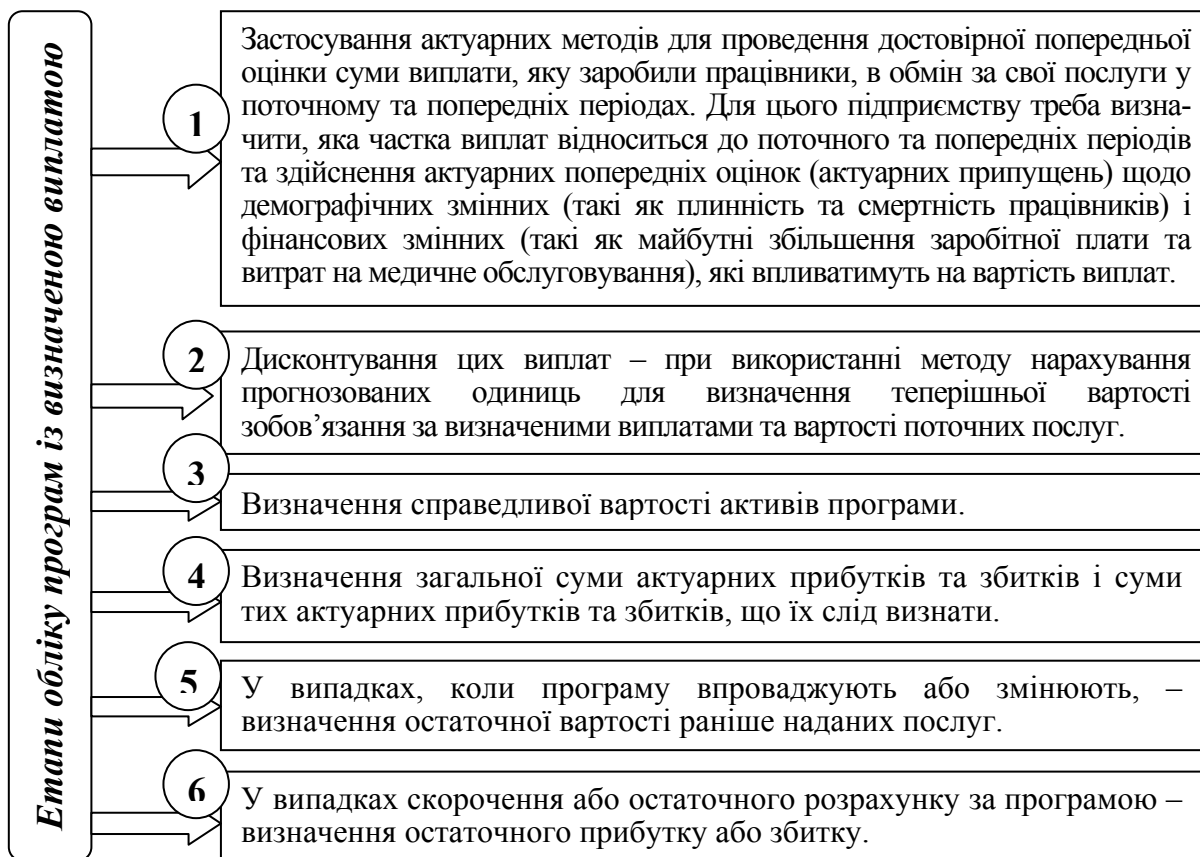 Етапи обліку програм із визначеною виплатою
1
Застосування актуарних методів для проведення достовірної попередньої
оцінки суми виплати, яку заробили працівники, в обмін за свої послуги у
поточному та попередніх періодах. Для цього підприємству треба визна-
чити, яка частка виплат відноситься до поточного та попередніх періодів
та здійснення актуарних попередніх оцінок (актуарних припущень) щодо
демографічних змінних (такі як плинність та смертність працівників) і
фінансових змінних (такі як майбутні збільшення заробітної плати та
витрат на медичне обслуговування), які впливатимуть на вартість виплат.
2
Дисконтування цих виплат – при використанні методу нарахування
прогнозованих одиниць для визначення теперішньої вартості
зобов’язання за визначеними виплатами та вартості поточних послуг.
3
Визначення справедливої вартості активів програми.
4
Визначення загальної суми актуарних прибутків та збитків і суми
тих актуарних прибутків та збитків, що їх слід визнати.
5
У випадках, коли програму впроваджують або змінюють, –
визначення остаточної вартості раніше наданих послуг.
6
У випадках скорочення або остаточного розрахунку за програмою –
визначення остаточного прибутку або збитку.